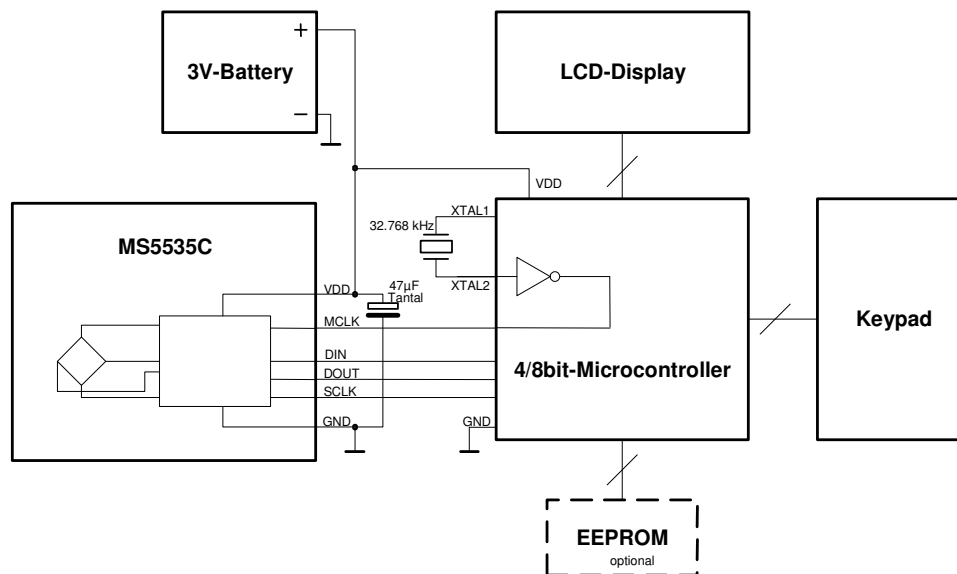 +
3V-Battery
−
LCD-Display
VDD
XTAL1
32.768 kHz
XTAL2
MS5535C
VDD
47µF
Tantal
MCLK
DIN
DOUT
SCLK
GND
4/8bit-Microcontroller
GND
Keypad
EEPROM
optional